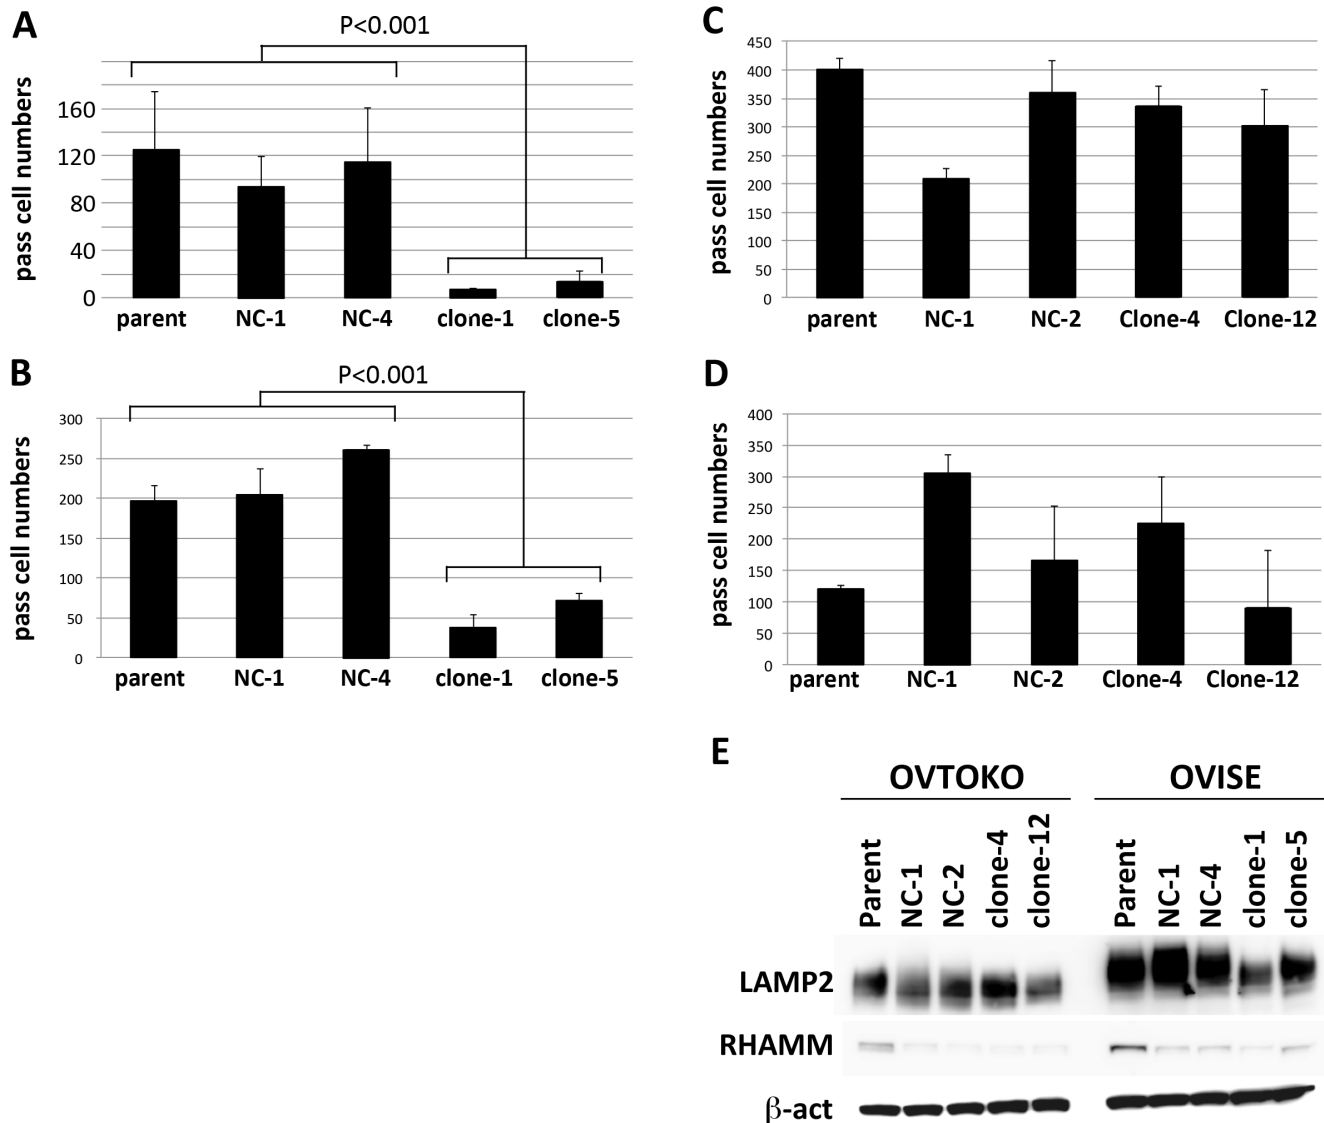 A
P<0.001
pass cell numbers
160
120
80
40
0
parent NC-1 NC-4 clone-1 clone-5
B
P<0.001
pass cell numbers
300
250
200
150
100
50
0
parent NC-1 NC-4 clone-1 clone-5
C
pass cell numbers
450
400
350
300
250
200
150
100
50
0
parent NC-1 NC-2 Clone-4 Clone-12
D
pass cell numbers
400
350
300
250
200
150
100
50
0
parent NC-1 NC-2 Clone-4 Clone-12
E
OVTOKO OVISE
Parent NC-1 NC-2 clone-4 clone-12 Parent NC-1 NC-4 clone-1 clone-5
LAMP2
RHAMM
β-act